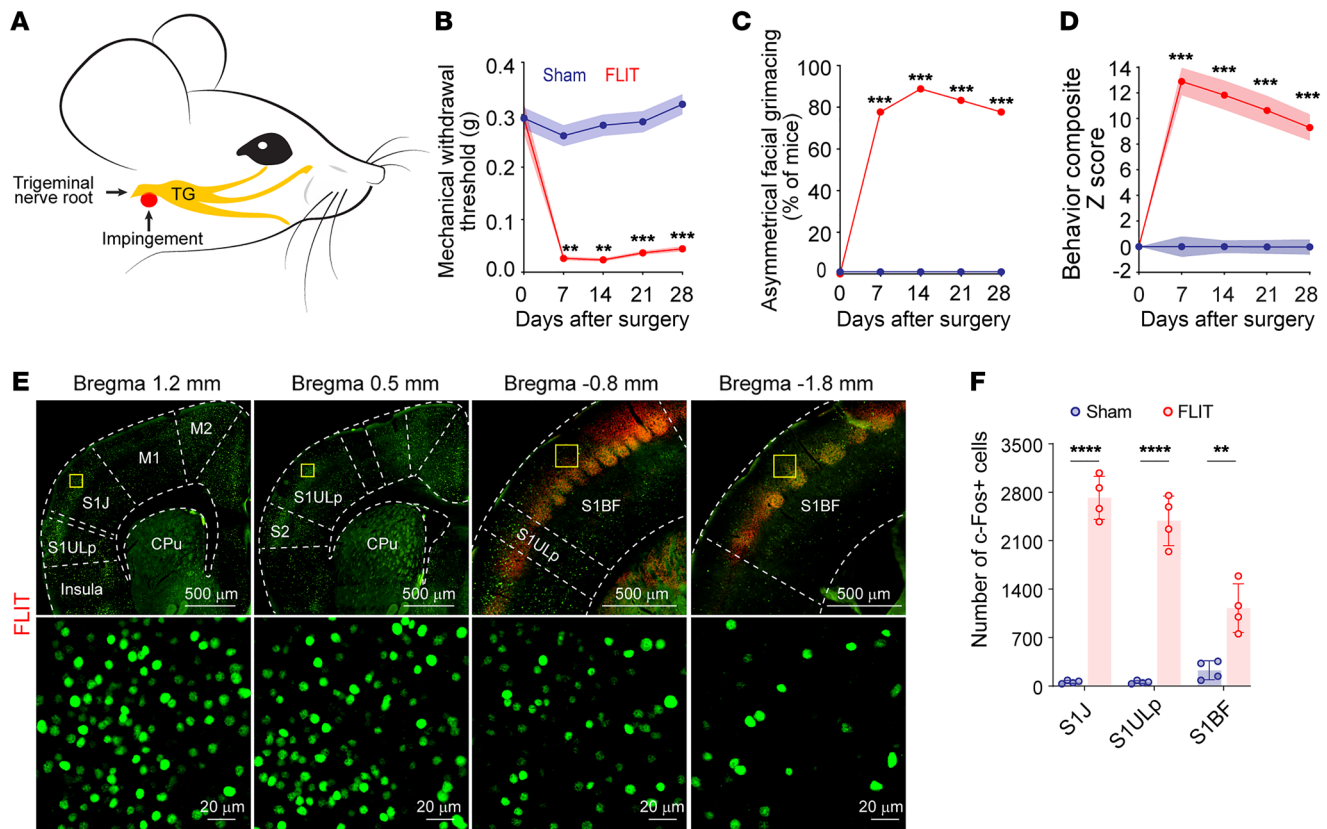 A
Trigeminal
nerve root
TG
Impingement
B
Mechanical withdrawal
threshold (g)
0.4
0.3
0.2
0.1
0.0
Sham FLIT
** ** *** ***
0 7 14 21 28
Days after surgery
C
Asymmetrical facial grimacing
(% of mice)
100
80
60
40
20
0
*** *** *** ***
0 7 14 21 28
Days after surgery
D
Behavior composite
Z score
14
12
10
8
6
4
2
0
-2
*** *** *** ***
0 7 14 21 28
Days after surgery
E
Bregma 1.2 mm Bregma 0.5 mm Bregma -0.8 mm Bregma -1.8 mm
FLIT
M2
M1
S1J
S1ULp
CPu
Insula
500 μm
S1ULp
S2
CPu
500 μm
S1BF
S1ULp
500 μm
S1BF
500 μm
20 μm 20 μm 20 μm 20 μm
F
Sham FLIT
Number of c-Fos+ cells
3500
2800
2100
1400
700
0
**** **** **
S1J S1ULp S1BF